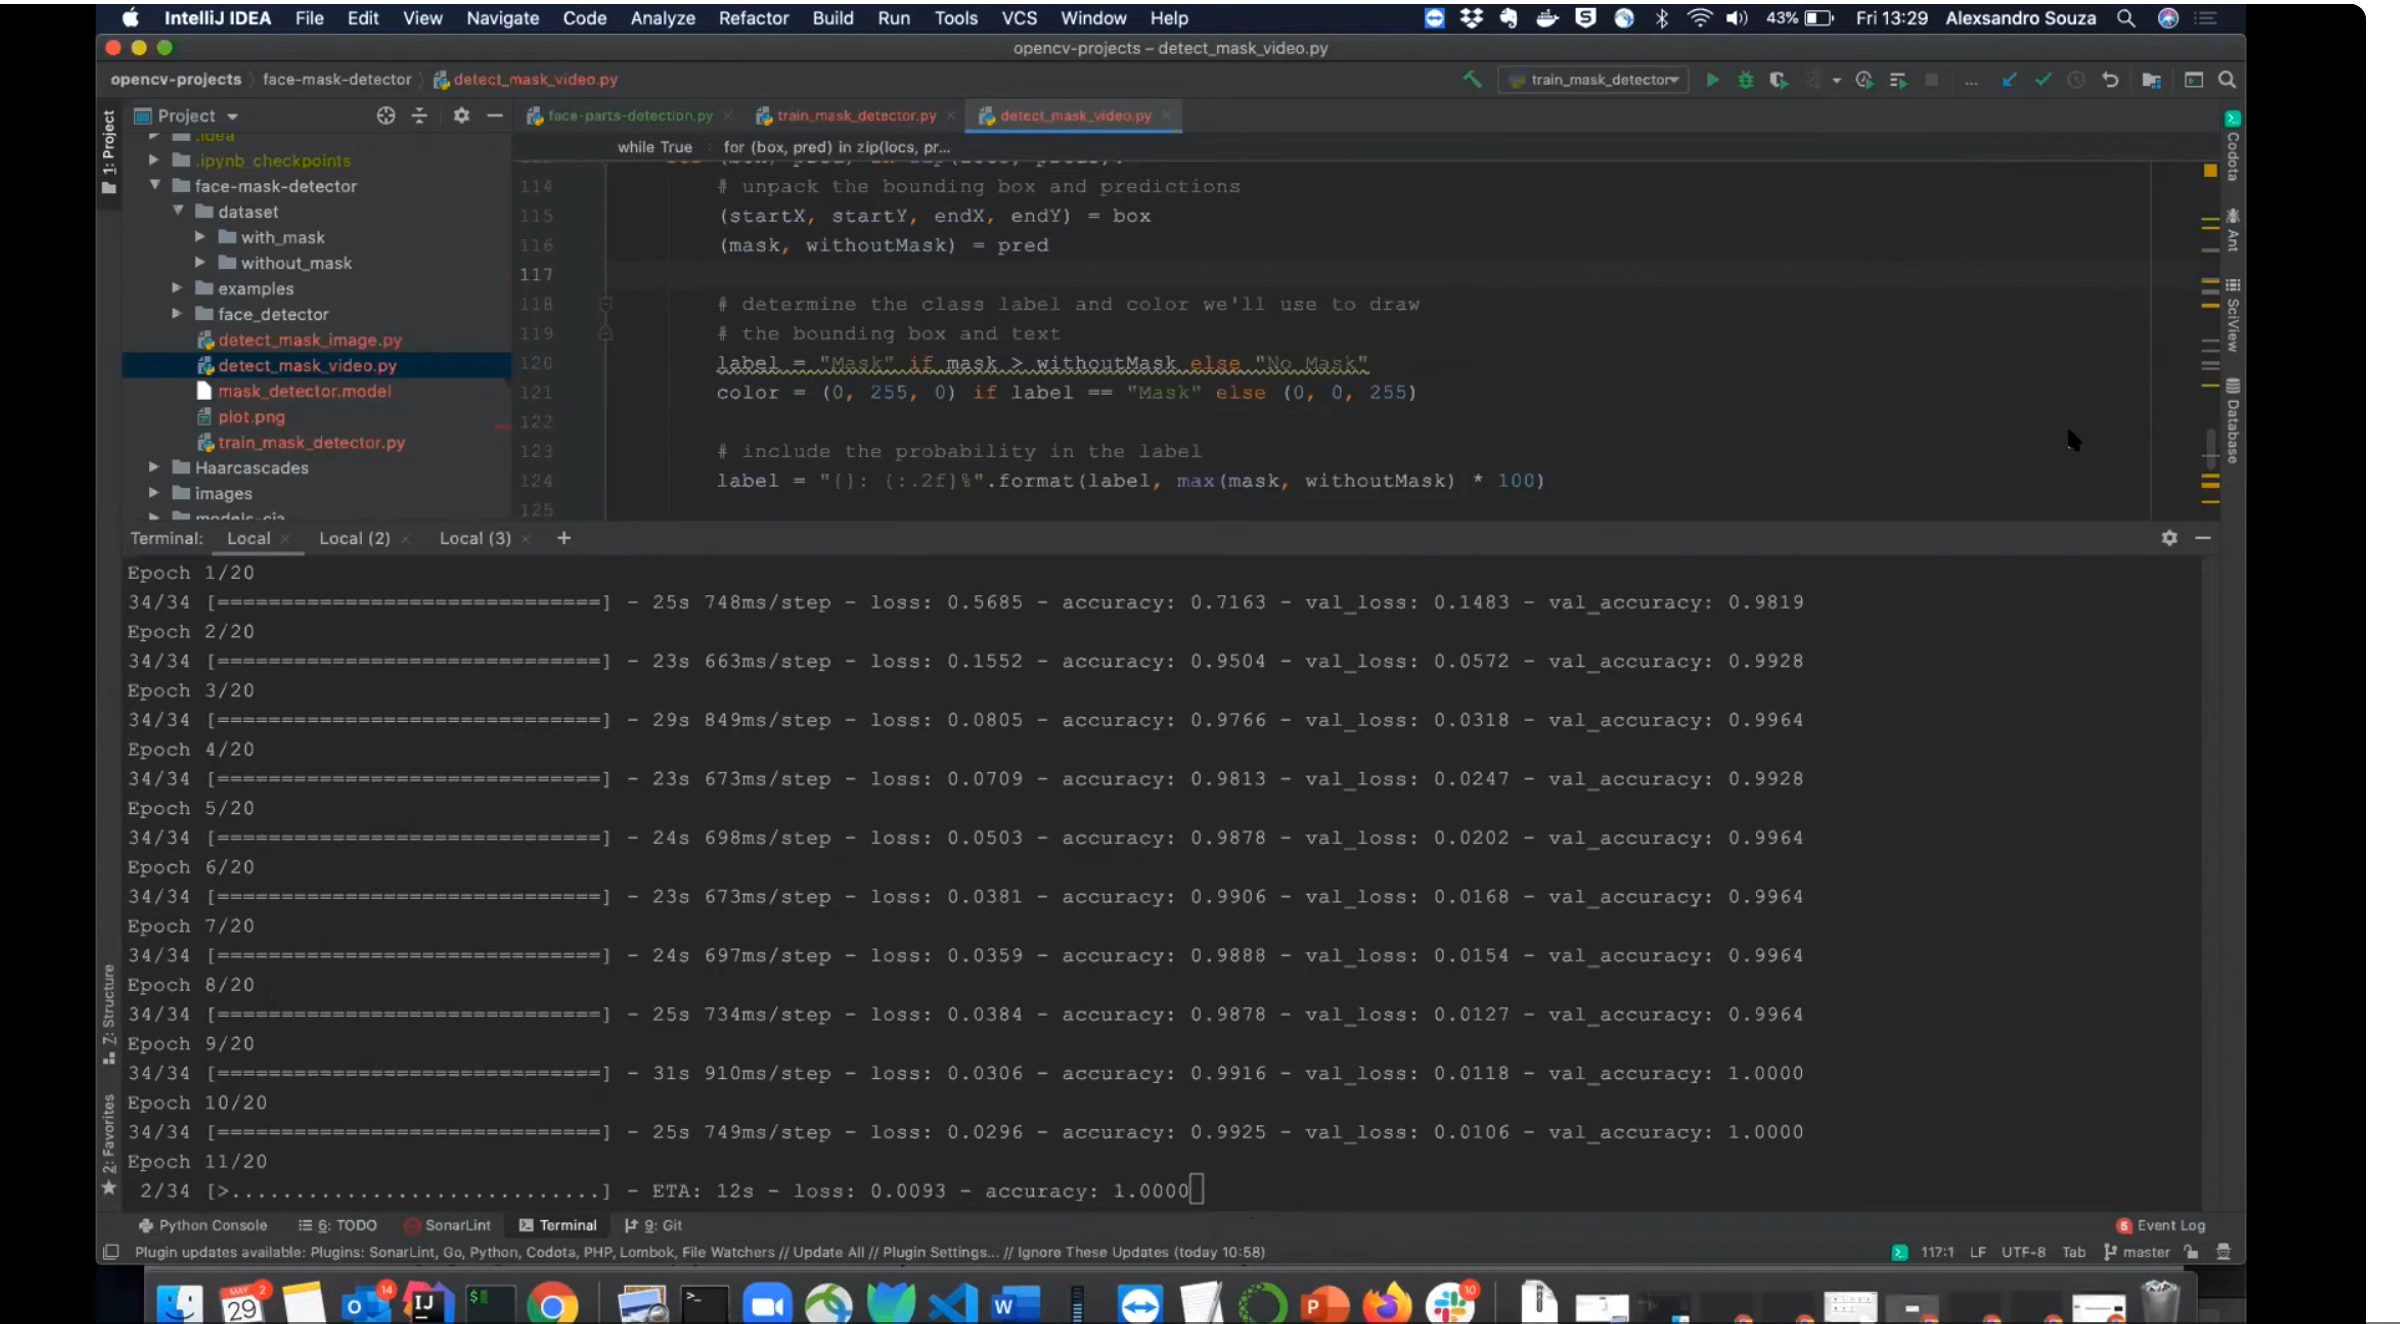 IntelliJ IDEA File Edit View Navigate Code Analyze Refactor Build Run Tools VCS Window Help 43% Fri 13:29 Alexsandro Souza
opencv-projects – detect_mask_video.py
opencv-projects face-mask-detector detect_mask_video.py train_mask_detector
1: Project
Project
face-parts-detection.py train_mask_detector.py detect_mask_video.py
while True for (box, pred) in zip(locs, pr...
.idea
.ipynb_checkpoints
face-mask-detector
dataset
with_mask
without_mask
examples
face_detector
detect_mask_image.py
detect_mask_video.py
mask_detector.model
plot.png
train_mask_detector.py
Haarcascades
images
114 # unpack the bounding box and predictions
115 (startX, startY, endX, endY) = box
116 (mask, withoutMask) = pred
117
118 # determine the class label and color we'll use to draw
119 # the bounding box and text
120 label = "Mask" if mask > withoutMask else "No Mask"
121 color = (0, 255, 0) if label == "Mask" else (0, 0, 255)
122
123 # include the probability in the label
124 label = "{}: {:.2f}%".format(label, max(mask, withoutMask) * 100)
125
Codota
Ant
SciView
Database
Terminal: Local Local (2) Local (3) +
Epoch 1/20
34/34 [==============================] - 25s 748ms/step - loss: 0.5685 - accuracy: 0.7163 - val_loss: 0.1483 - val_accuracy: 0.9819
Epoch 2/20
34/34 [==============================] - 23s 663ms/step - loss: 0.1552 - accuracy: 0.9504 - val_loss: 0.0572 - val_accuracy: 0.9928
Epoch 3/20
34/34 [==============================] - 29s 849ms/step - loss: 0.0805 - accuracy: 0.9766 - val_loss: 0.0318 - val_accuracy: 0.9964
Epoch 4/20
34/34 [==============================] - 23s 673ms/step - loss: 0.0709 - accuracy: 0.9813 - val_loss: 0.0247 - val_accuracy: 0.9928
Epoch 5/20
34/34 [==============================] - 24s 698ms/step - loss: 0.0503 - accuracy: 0.9878 - val_loss: 0.0202 - val_accuracy: 0.9964
Epoch 6/20
34/34 [==============================] - 23s 673ms/step - loss: 0.0381 - accuracy: 0.9906 - val_loss: 0.0168 - val_accuracy: 0.9964
Epoch 7/20
34/34 [==============================] - 24s 697ms/step - loss: 0.0359 - accuracy: 0.9888 - val_loss: 0.0154 - val_accuracy: 0.9964
Epoch 8/20
34/34 [==============================] - 25s 734ms/step - loss: 0.0384 - accuracy: 0.9878 - val_loss: 0.0127 - val_accuracy: 0.9964
Epoch 9/20
34/34 [==============================] - 31s 910ms/step - loss: 0.0306 - accuracy: 0.9916 - val_loss: 0.0118 - val_accuracy: 1.0000
Epoch 10/20
34/34 [==============================] - 25s 749ms/step - loss: 0.0296 - accuracy: 0.9925 - val_loss: 0.0106 - val_accuracy: 1.0000
Epoch 11/20
2/34 [>.............................] - ETA: 12s - loss: 0.0093 - accuracy: 1.0000
Z: Structure
2: Favorites
Python Console 6: TODO SonarLint Terminal 9: Git 6 Event Log
Plugin updates available: Plugins: SonarLint, Go, Python, Codota, PHP, Lombok, File Watchers // Update All // Plugin Settings... // Ignore These Updates (today 10:58) 117:1 LF UTF-8 Tab master
MAY 29 2 14 IJ $ >_ W P 10